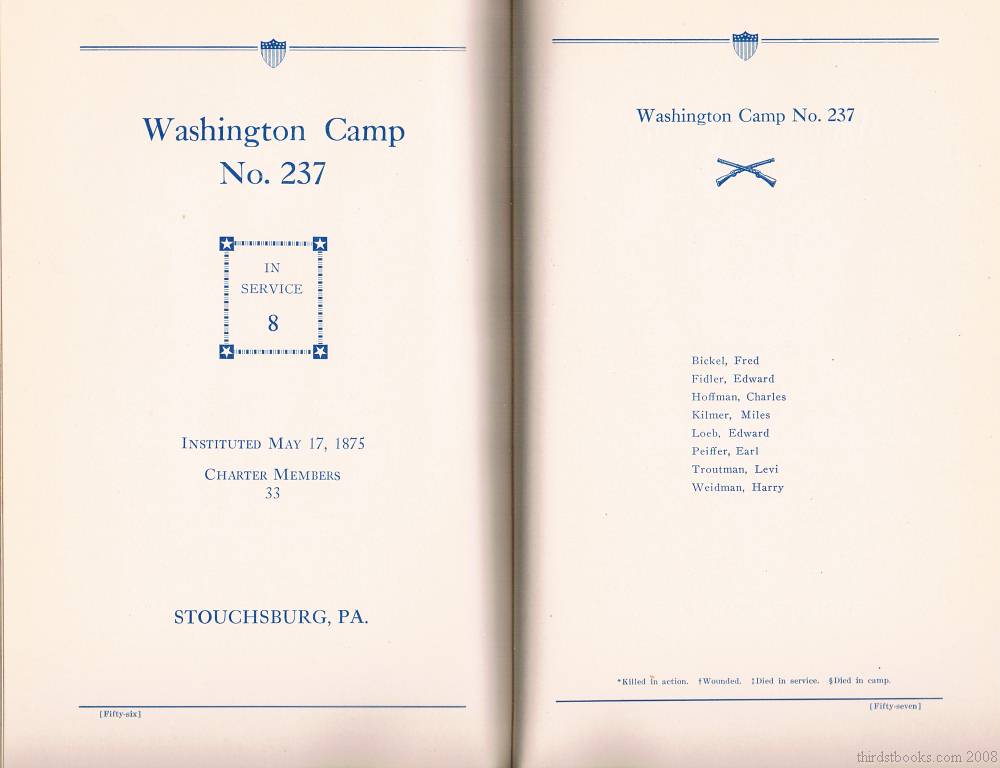 Washington Camp
No. 237
IN
SERVICE
8
INSTITUTED MAY 17, 1875
CHARTER MEMBERS
33
STOUCHSBURG, PA.
[Fifty-six]
Washington Camp No. 237
Bickel, Fred
Fidler, Edward
Hoffman, Charles
Kilmer, Miles
Loeb, Edward
Peiffer, Earl
Troutman, Levi
Weidman, Harry
*Killed in action. †Wounded. ‡Died in service. §Died in camp.
[Fifty-seven]
thirdstbooks.com 2008